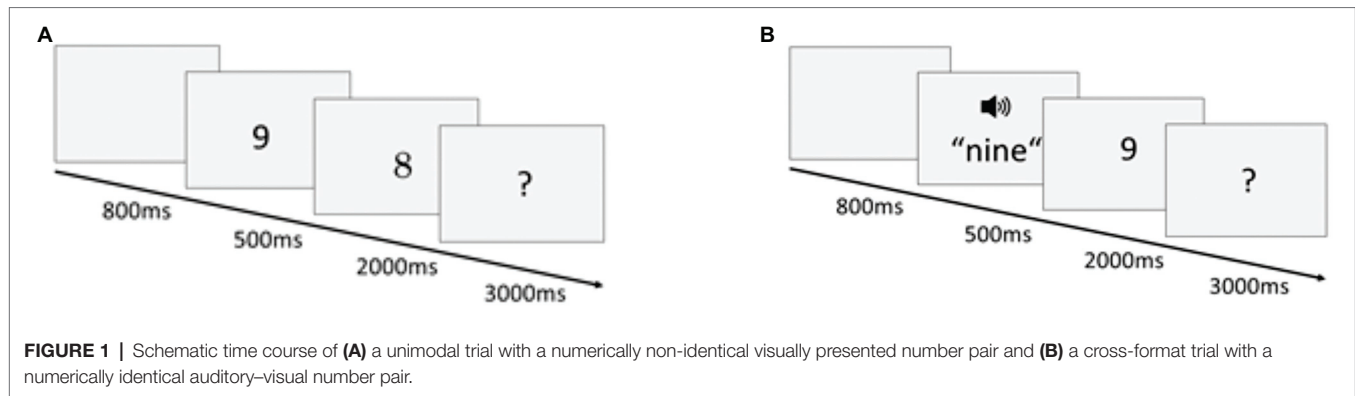 A
9
8
?
800ms
500ms
2000ms
3000ms
B
“nine“
9
?
800ms
500ms
2000ms
3000ms
FIGURE 1 | Schematic time course of (A) a unimodal trial with a numerically non-identical visually presented number pair and (B) a cross-format trial with a
numerically identical auditory–visual number pair.